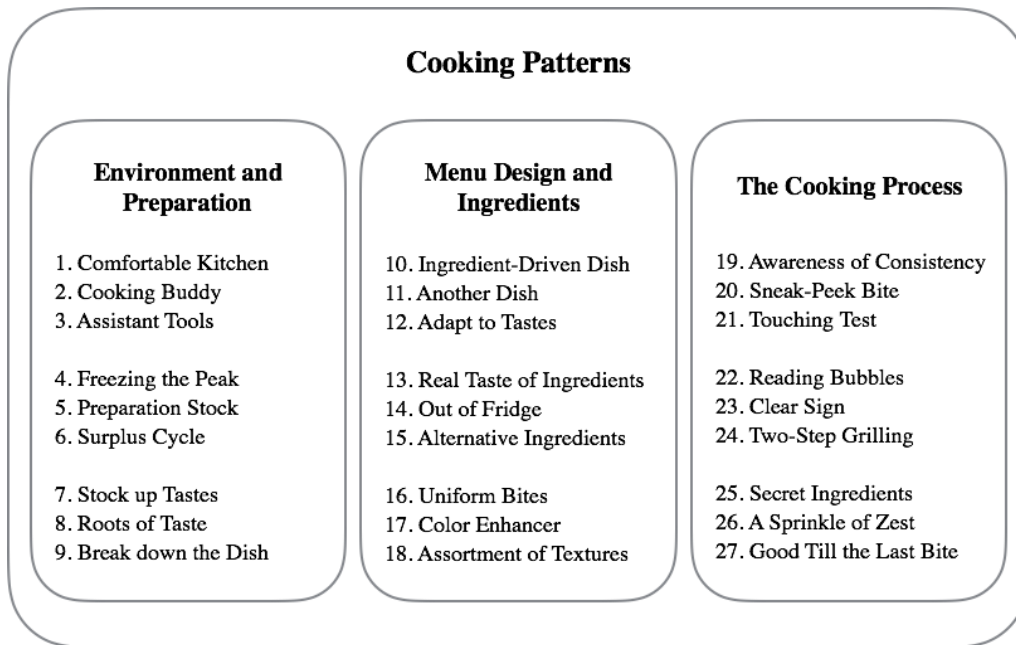 Cooking Patterns
Environment and
Preparation
1. Comfortable Kitchen
2. Cooking Buddy
3. Assistant Tools
4. Freezing the Peak
5. Preparation Stock
6. Surplus Cycle
7. Stock up Tastes
8. Roots of Taste
9. Break down the Dish
Menu Design and
Ingredients
10. Ingredient-Driven Dish
11. Another Dish
12. Adapt to Tastes
13. Real Taste of Ingredients
14. Out of Fridge
15. Alternative Ingredients
16. Uniform Bites
17. Color Enhancer
18. Assortment of Textures
The Cooking Process
19. Awareness of Consistency
20. Sneak-Peek Bite
21. Touching Test
22. Reading Bubbles
23. Clear Sign
24. Two-Step Grilling
25. Secret Ingredients
26. A Sprinkle of Zest
27. Good Till the Last Bite